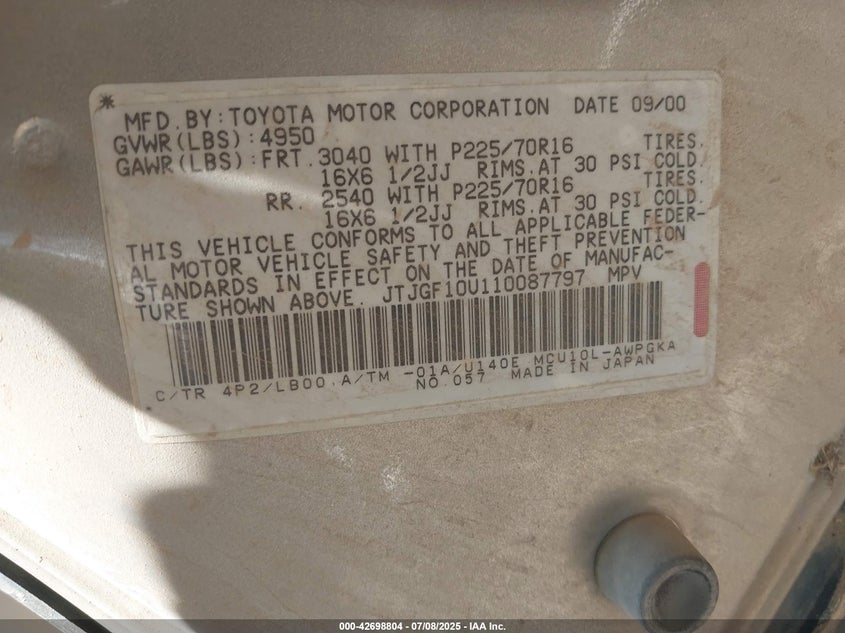 MFD.BY:TOYOTA MOTOR CORPORATION DATE 09/00
GVWR(LBS):4950
GAWR(LBS):FRT. 3040 WITH P225/70R16 TIRES.
16X6 1/2JJ RIMS.AT 30 PSI COLD.
RR. 2540 WITH P225/70R16 TIRES.
16X6 1/2JJ RIMS.AT 30 PSI COLD.
THIS VEHICLE CONFORMS TO ALL APPLICABLE FEDER-
AL MOTOR VEHICLE SAFETY AND THEFT PREVENTION
STANDARDS IN EFFECT ON THE DATE OF MANUFAC-
TURE SHOWN ABOVE. JTJGF10U110087797 MPV
C/TR 4P2/LB00.A/TM -01A/U140E MCU10L-AWPGKA
NO.057 MADE IN JAPAN
000-42698804 | 07/08/2025 | IAA Inc.